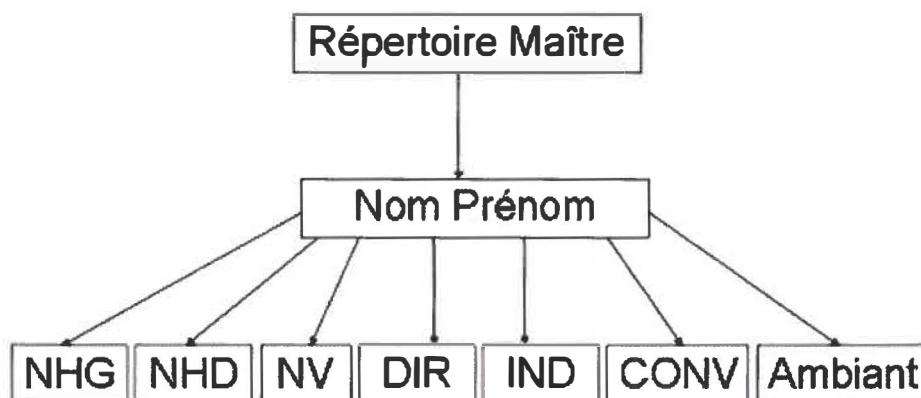 Répertoire Maître
Nom Prénom
NHG NHD NV DIR IND CONV Ambiant